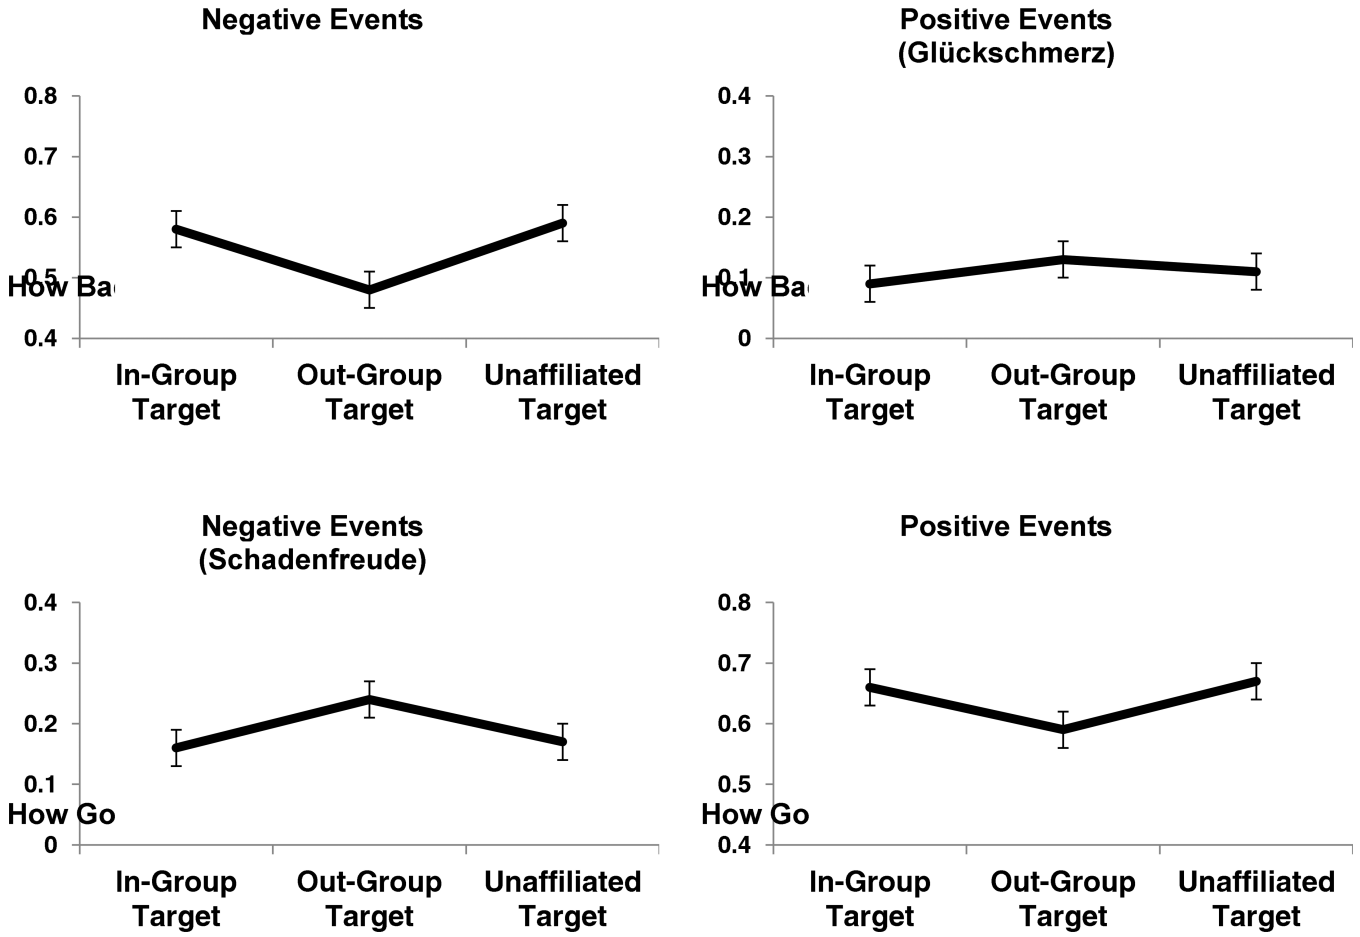 Negative Events
0.8
0.7
0.6
0.5
How Ba
0.4
In-Group Out-Group Unaffiliated
Target Target Target
Positive Events
(Glückschmerz)
0.4
0.3
0.2
0.1
How Ba
0
In-Group Out-Group Unaffiliated
Target Target Target
Negative Events
(Schadenfreude)
0.4
0.3
0.2
0.1
How Go
0
In-Group Out-Group Unaffiliated
Target Target Target
Positive Events
0.8
0.7
0.6
0.5
How Go
0.4
In-Group Out-Group Unaffiliated
Target Target Target